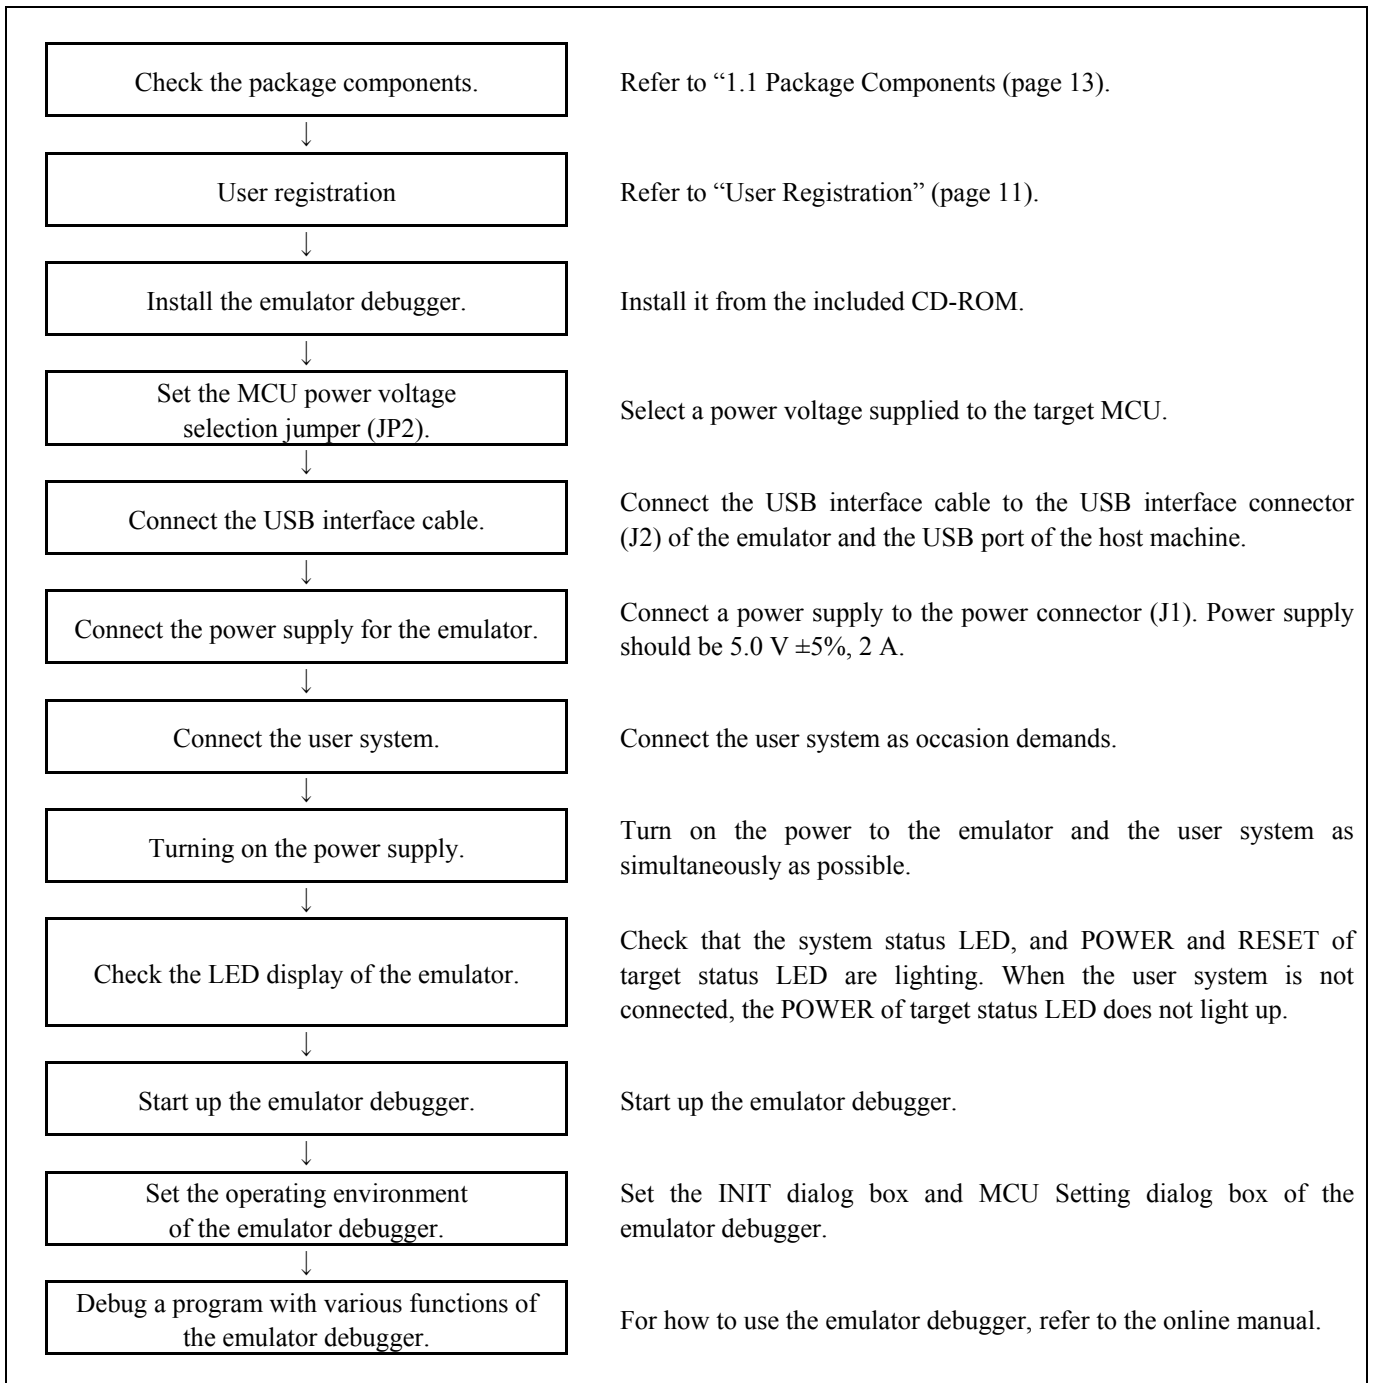 Check the package components.
Refer to “1.1 Package Components (page 13).
↓
User registration
Refer to “User Registration” (page 11).
↓
Install the emulator debugger.
Install it from the included CD-ROM.
↓
Set the MCU power voltage
selection jumper (JP2).
Select a power voltage supplied to the target MCU.
↓
Connect the USB interface cable.
Connect the USB interface cable to the USB interface connector
(J2) of the emulator and the USB port of the host machine.
↓
Connect the power supply for the emulator.
Connect a power supply to the power connector (J1). Power supply
should be 5.0 V ±5%, 2 A.
↓
Connect the user system.
Connect the user system as occasion demands.
↓
Turning on the power supply.
Turn on the power to the emulator and the user system as
simultaneously as possible.
↓
Check the LED display of the emulator.
Check that the system status LED, and POWER and RESET of
target status LED are lighting. When the user system is not
connected, the POWER of target status LED does not light up.
↓
Start up the emulator debugger.
Start up the emulator debugger.
↓
Set the operating environment
of the emulator debugger.
Set the INIT dialog box and MCU Setting dialog box of the
emulator debugger.
↓
Debug a program with various functions of
the emulator debugger.
For how to use the emulator debugger, refer to the online manual.